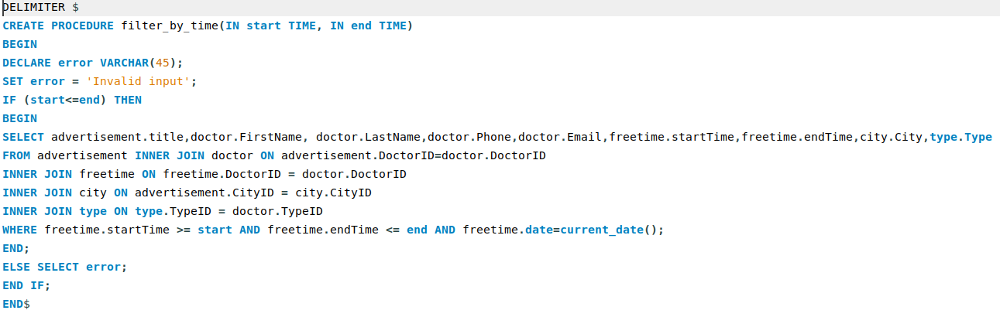 DELIMITER $
CREATE PROCEDURE filter_by_time(IN start TIME, IN end TIME)
BEGIN
DECLARE error VARCHAR(45);
SET error = 'Invalid input';
IF (start<=end) THEN
BEGIN
SELECT advertisement.title,doctor.FirstName, doctor.LastName,doctor.Phone,doctor.Email,freetime.startTime,freetime.endTime,city.City,type.Type
FROM advertisement INNER JOIN doctor ON advertisement.DoctorID=doctor.DoctorID
INNER JOIN freetime ON freetime.DoctorID = doctor.DoctorID
INNER JOIN city ON advertisement.CityID = city.CityID
INNER JOIN type ON type.TypeID = doctor.TypeID
WHERE freetime.startTime >= start AND freetime.endTime <= end AND freetime.date=current_date();
END;
ELSE SELECT error;
END IF;
END$